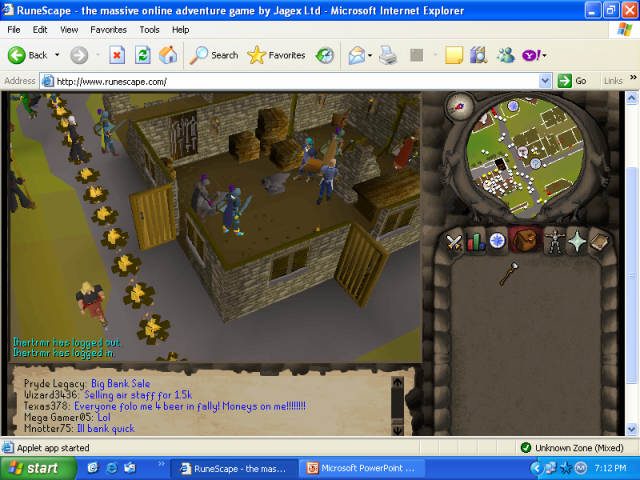 RuneScape - the massive online adventure game by Jagex Ltd - Microsoft Internet Explorer
File Edit View Favorites Tools Help
Back Search Favorites Y!
Address http://www.runescape.com/ Go Links »
Ihartrmr has logged out.
Ihartrmr has logged in.
Pryde Legacy: Big Bank Sale
Wizard3436: Selling air staff for 1.5k
Texas378: Everyone folo me 4 beer in fally! Moneys on me!!!!!!!!
Mega Gamer05: Lol
Mnotter75: Ill bank quick
Applet app started Unknown Zone (Mixed)
start » RuneScape - the mas... Microsoft PowerPoint ... 7:12 PM